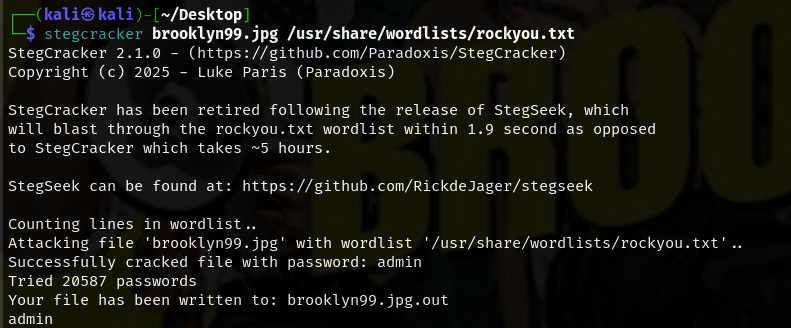 ┌──(kali㉿kali)-[~/Desktop]
└─$ stegcracker brooklyn99.jpg /usr/share/wordlists/rockyou.txt
StegCracker 2.1.0 - (https://github.com/Paradoxis/StegCracker)
Copyright (c) 2025 - Luke Paris (Paradoxis)
StegCracker has been retired following the release of StegSeek, which
will blast through the rockyou.txt wordlist within 1.9 second as opposed
to StegCracker which takes ~5 hours.
StegSeek can be found at: https://github.com/RickdeJager/stegseek
Counting lines in wordlist..
Attacking file 'brooklyn99.jpg' with wordlist '/usr/share/wordlists/rockyou.txt'..
Successfully cracked file with password: admin
Tried 20587 passwords
Your file has been written to: brooklyn99.jpg.out
admin
BROO